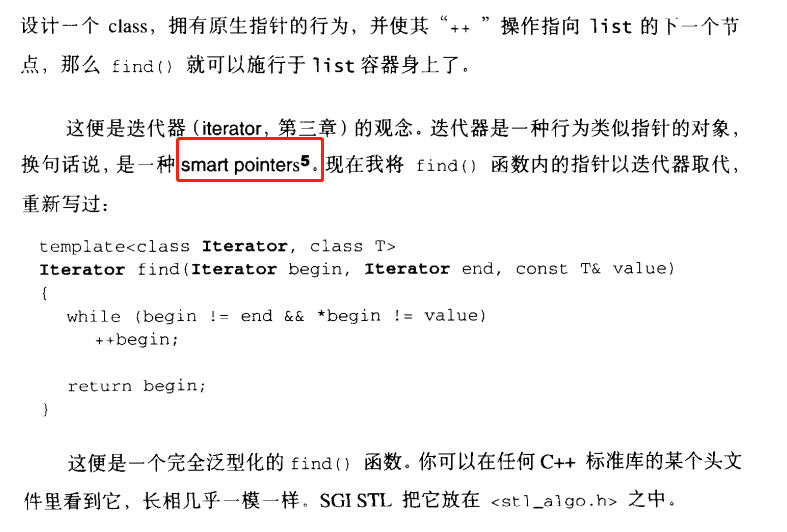 设计一个 class，拥有原生指针的行为，并使其“++ ”操作指向 list 的下一个节
点，那么 find() 就可以施行于 list 容器身上了。
这便是迭代器（iterator，第三章）的观念。迭代器是一种行为类似指针的对象，
换句话说，是一种 smart pointers5。现在我将 find() 函数内的指针以迭代器取代，
重新写过：
template<class Iterator, class T>
Iterator find(Iterator begin, Iterator end, const T& value)
{
while (begin != end && *begin != value)
++begin;
return begin;
}
这便是一个完全泛型化的 find() 函数。你可以在任何 C++ 标准库的某个头文
件里看到它，长相几乎一模一样。SGI STL 把它放在 <stl_algo.h> 之中。